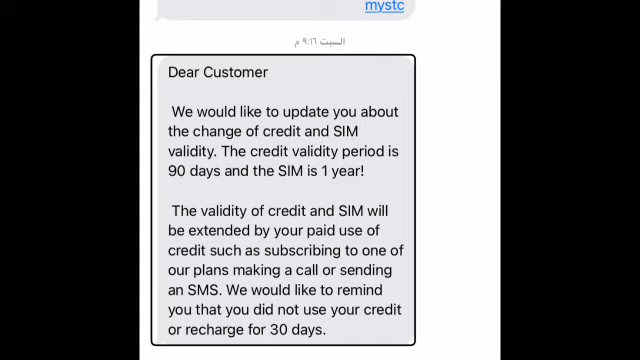 mystc
السبت ٩:١٦ م
Dear Customer
We would like to update you about
the change of credit and SIM
validity. The credit validity period is
90 days and the SIM is 1 year!
The validity of credit and SIM will
be extended by your paid use of
credit such as subscribing to one of
our plans making a call or sending
an SMS. We would like to remind
you that you did not use your credit
or recharge for 30 days.